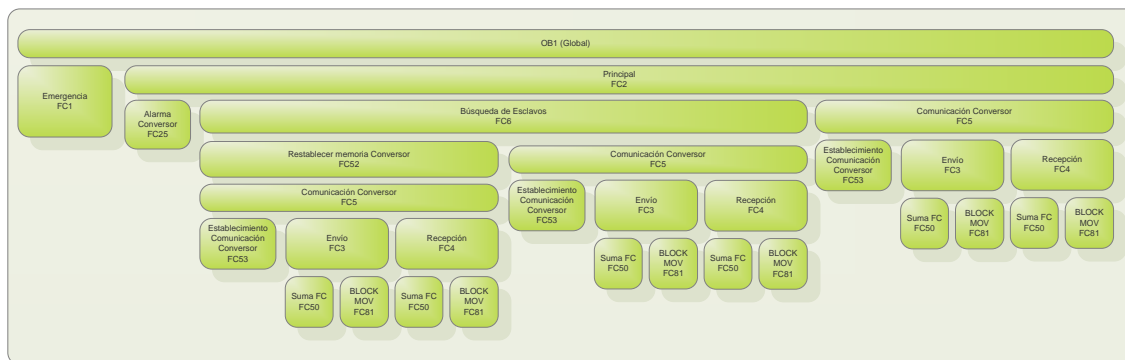 OB1 (Global)
Emergencia
FC1
Principal
FC2
Alarma
Conversor
FC25
Búsqueda de Esclavos
FC6
Restablecer memoria Conversor
FC52
Comunicación Conversor
FC5
Establecimiento
Comunicación
Conversor
FC53
Envío
FC3
Suma FC
FC50
BLOCK
MOV
FC81
Recepción
FC4
Suma FC
FC50
BLOCK
MOV
FC81
Comunicación Conversor
FC5
Establecimiento
Comunicación
Conversor
FC53
Envío
FC3
Suma FC
FC50
BLOCK
MOV
FC81
Recepción
FC4
Suma FC
FC50
BLOCK
MOV
FC81
Comunicación Conversor
FC5
Establecimiento
Comunicación
Conversor
FC53
Envío
FC3
Suma FC
FC50
BLOCK
MOV
FC81
Recepción
FC4
Suma FC
FC50
BLOCK
MOV
FC81